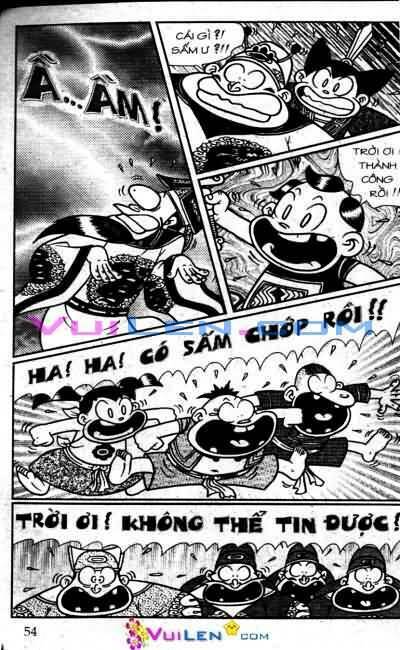 Ầ...ẦM!
CÁI GÌ ?!
SẤM Ư ?!!
TRỜI ƠI !
THÀNH
CÔNG
RỒI !!
VuiLen.com
HA! HA! CÓ SẤM CHỚP RỒI!!
TRỜI ƠI! KHÔNG THỂ TIN ĐƯỢC!
54
VuiLen.com